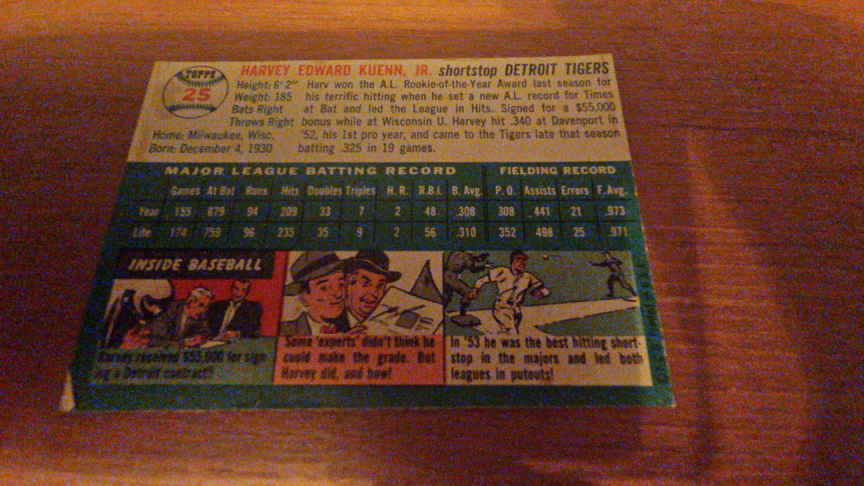 TOPPS
25
HARVEY EDWARD KUENN, JR. shortstop DETROIT TIGERS
Height: 6' 2" Harv won the A.L. Rookie-of-the-Year Award last season for
Weight: 185 his terrific hitting when he set a new A.L. record for Times
Bats Right at Bat and led the League in Hits. Signed for a $55,000
Throws Right bonus while at Wisconsin U. Harvey hit .340 at Davenport in
Home: Milwaukee, Wisc. '52, his 1st pro year, and came to the Tigers late that season
Born: December 4, 1930 batting .325 in 19 games.
MAJOR LEAGUE BATTING RECORD FIELDING RECORD
Games At Bat Runs Hits Doubles Triples H.R. R.B.I. B. Avg. P.O. Assists Errors F.Avg.
Year 155 679 94 209 33 7 2 48 .308 308 441 21 .973
Life 174 759 96 235 35 9 2 56 .310 352 498 25 .971
INSIDE BASEBALL
Harvey received $55,000 for sign-
ing a Detroit contract!
Some 'experts' didn't think he
could make the grade. But
Harvey did, and how!
In '53 he was the best hitting short-
stop in the majors and led both
leagues in putouts!